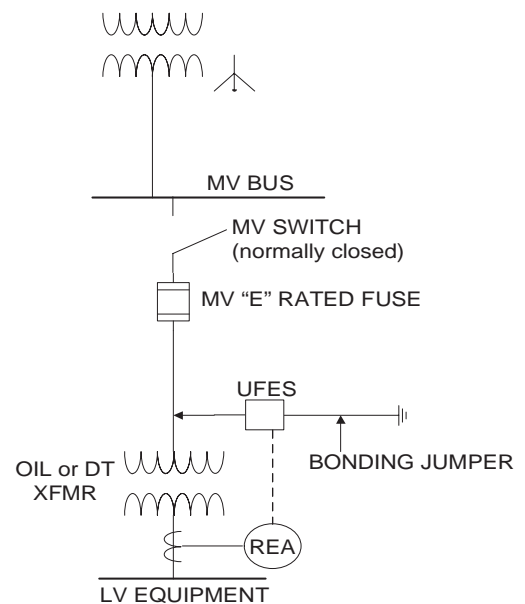 MV BUS
MV SWITCH
(normally closed)
MV “E” RATED FUSE
UFES
BONDING JUMPER
OIL or DT
XFMR
REA
LV EQUIPMENT